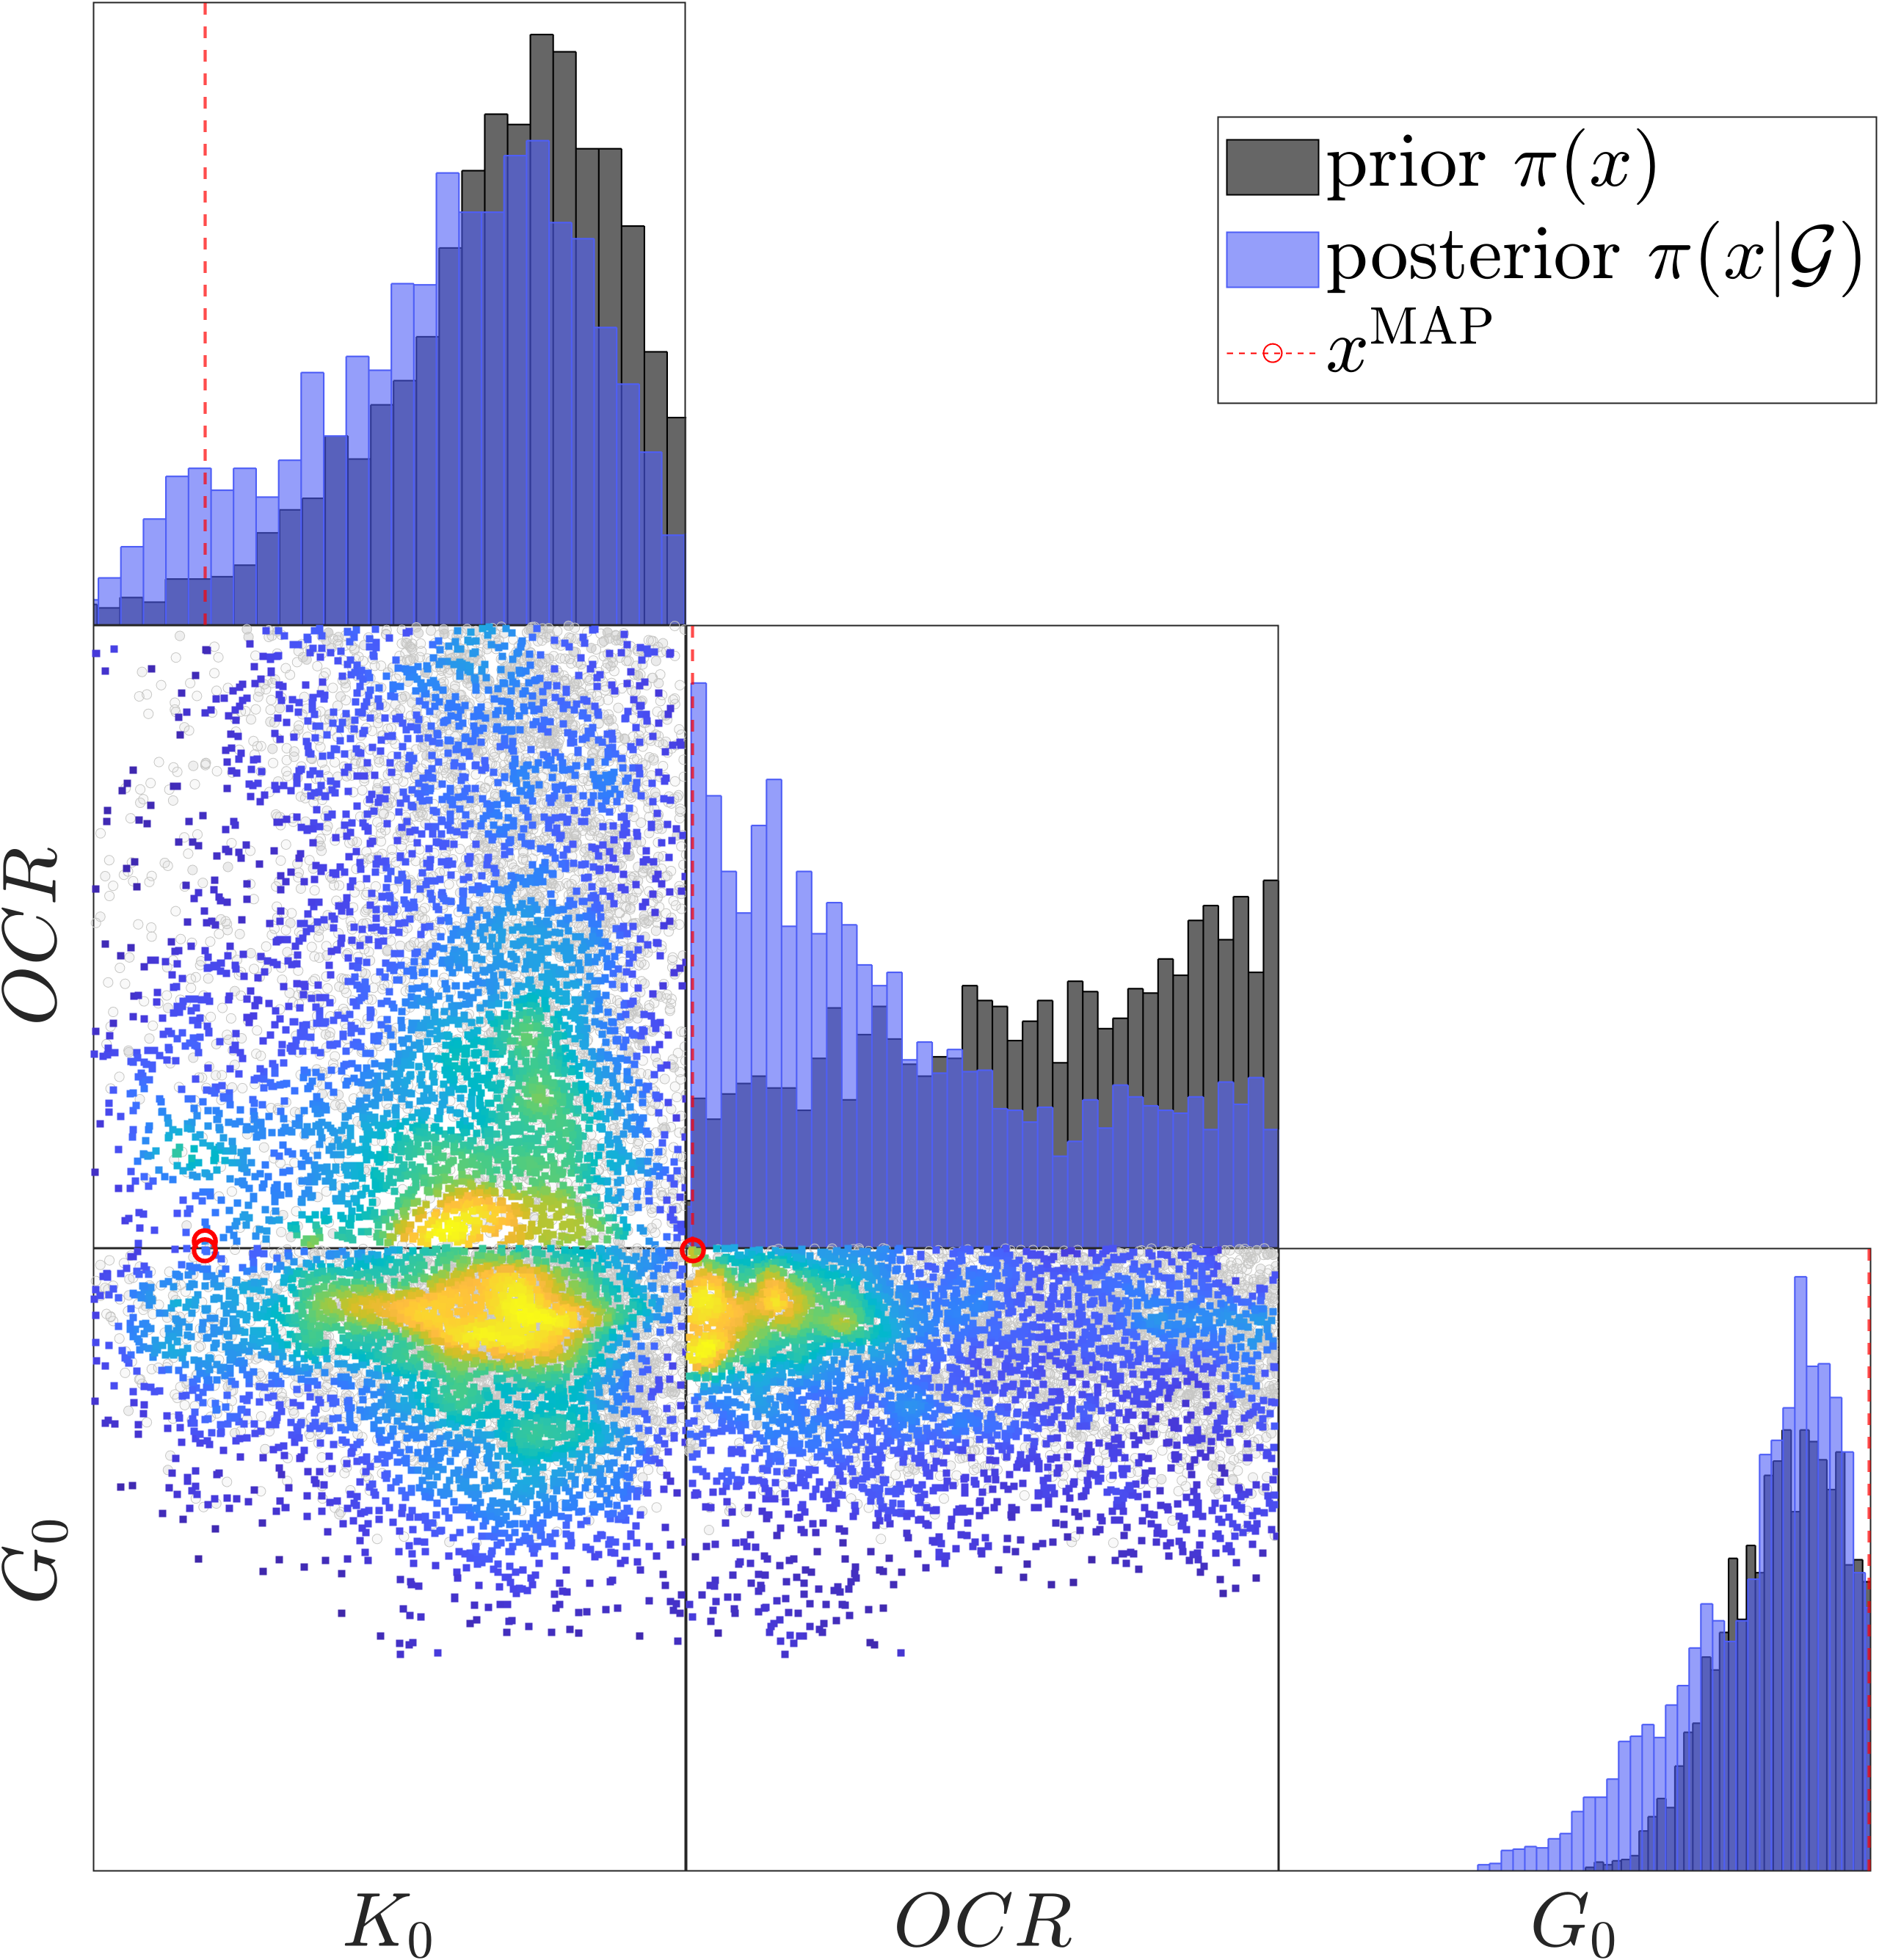 prior π(x)
posterior π(x|𝒢)
x^MAP
OCR
G₀
K₀
OCR
G₀